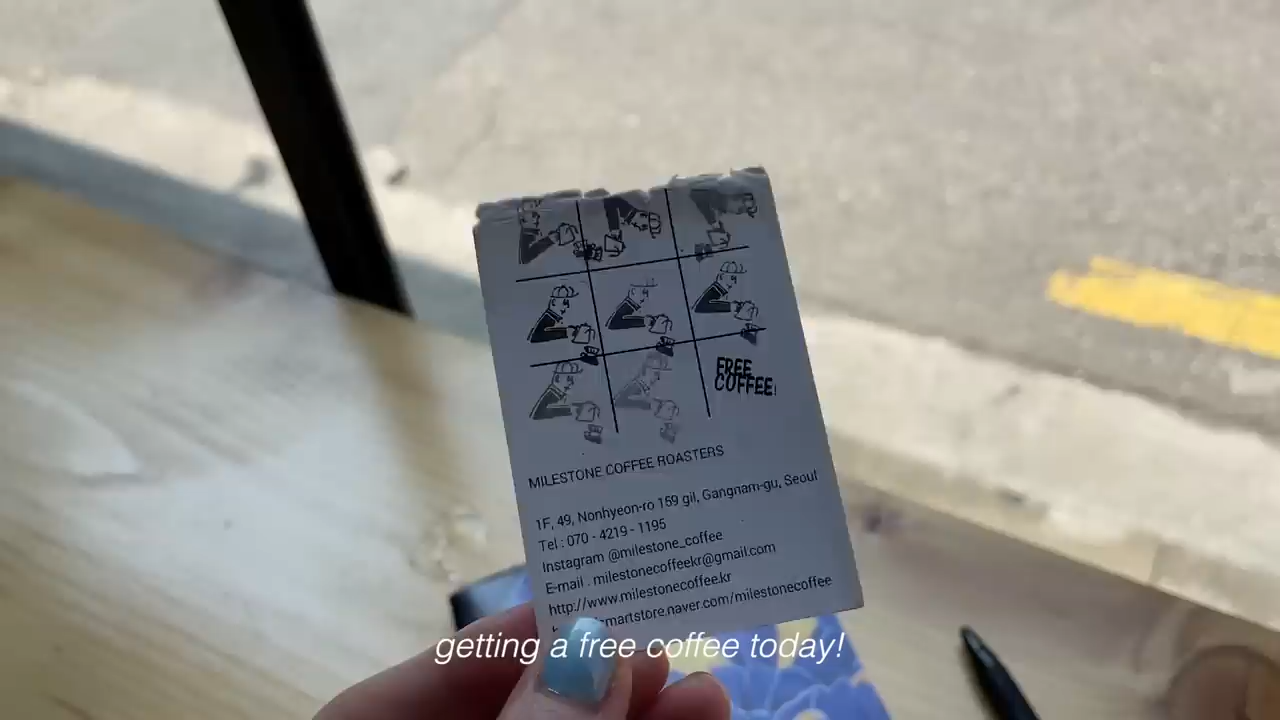 FREE
COFFEE!
MILESTONE COFFEE ROASTERS
1F, 49, Nonhyeon-ro 159 gil, Gangnam-gu, Seoul
Tel : 070 - 4219 - 1195
Instagram @milestone_coffee
E-mail . milestonecoffeekr@gmail.com
http://www.milestonecoffee.kr
smartstore.naver.com/milestonecoffee
getting a free coffee today!